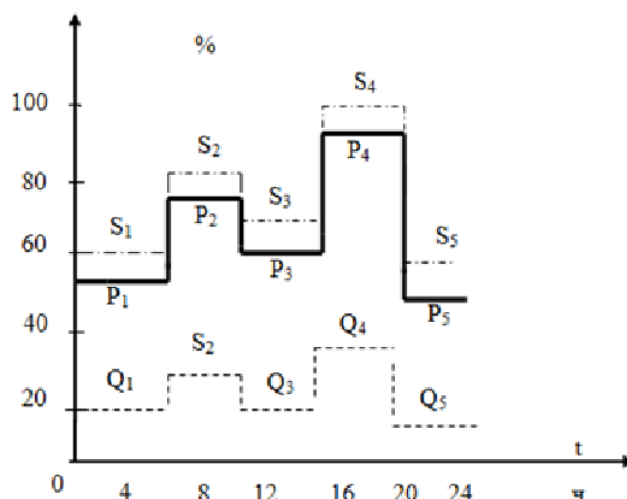 %
100
S₄
S₂
P₄
80
S₃
P₂
S₁
S₅
60
P₃
P₁
P₅
40
Q₄
S₂
Q₁
Q₃
Q₅
20
t
0 4 8 12 16 20 24 ч